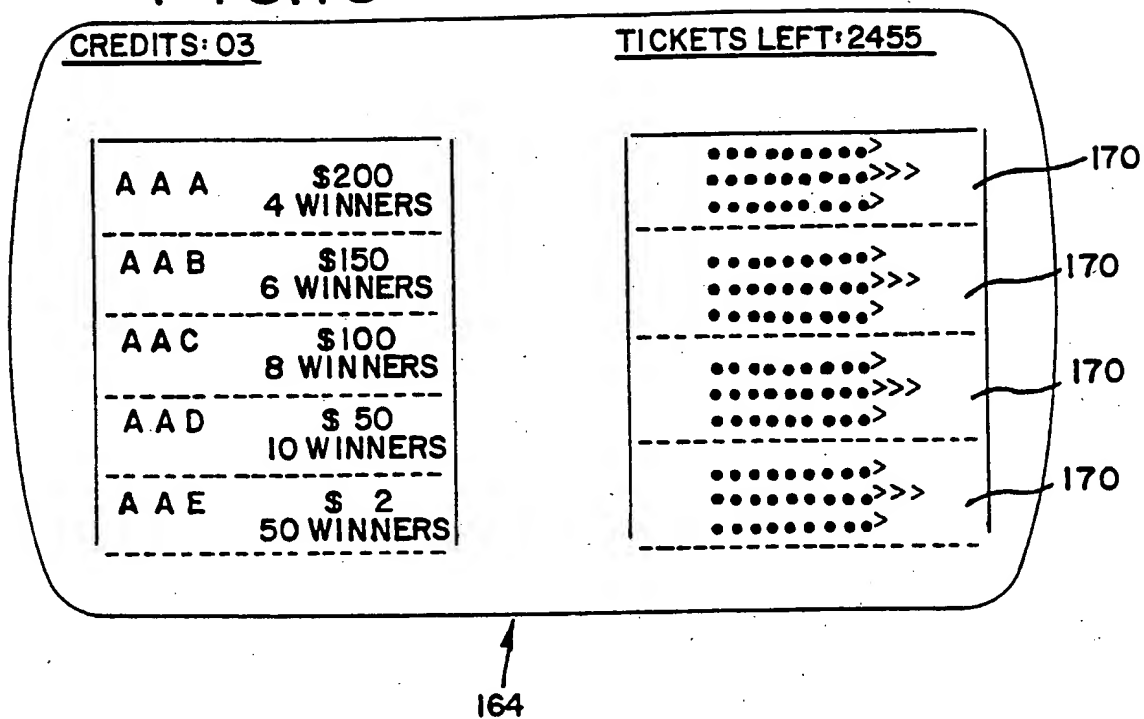 CREDITS: 03
TICKETS LEFT: 2455
A A A $200
4 WINNERS
A A B $150
6 WINNERS
A A C $100
8 WINNERS
A A D $ 50
10 WINNERS
A A E $ 2
50 WINNERS
>
>>>
>
170
>
>>>
>
170
>
>>>
>
170
>
>>>
>
170
164